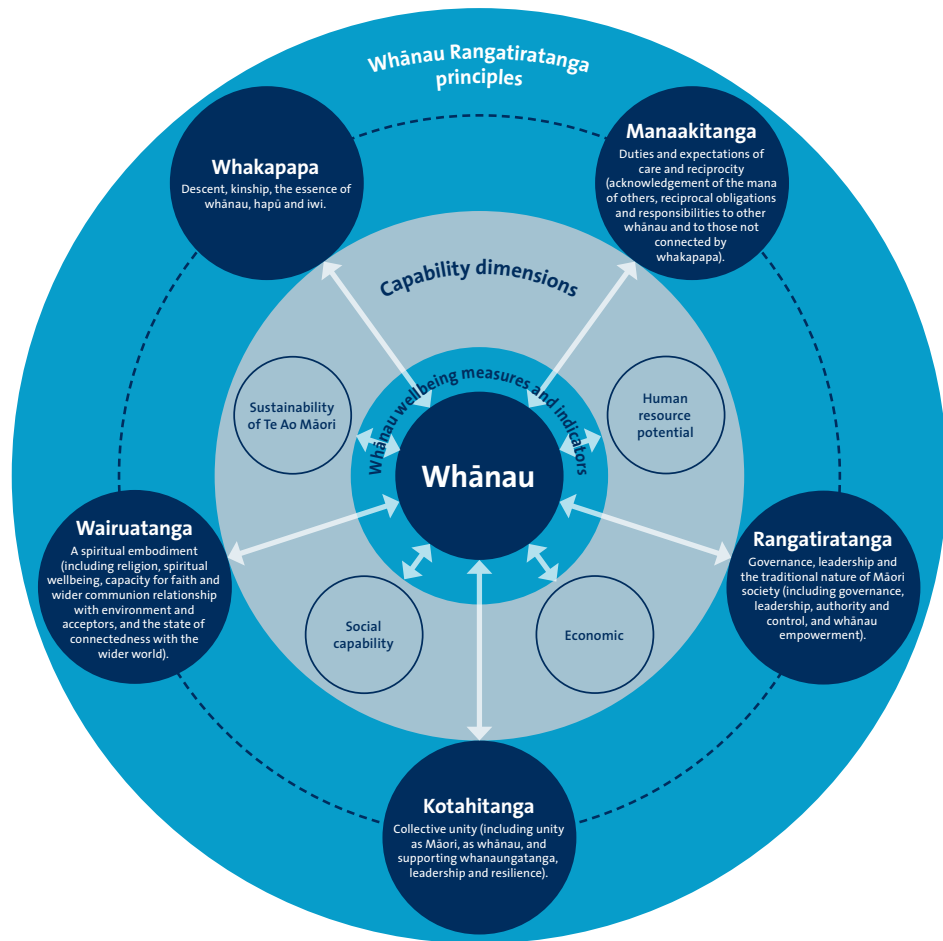 Whānau Rangatiratanga
principles
Whakapapa
Descent, kinship, the essence of
whānau, hapū and iwi.
Manaakitanga
Duties and expectations of
care and reciprocity
(acknowledgement of the mana
of others, reciprocal obligations
and responsibilities to other
whānau and to those not
connected by
whakapapa).
Capability dimensions
Whānau wellbeing measures and indicators
Sustainability
of Te Ao Māori
Human
resource
potential
Whānau
Wairuatanga
A spiritual embodiment
(including religion, spiritual
wellbeing, capacity for faith and
wider communion relationship
with environment and
acceptors, and the state of
connectedness with the
wider world).
Rangatiratanga
Governance, leadership and
the traditional nature of Māori
society (including governance,
leadership, authority and
control, and whānau
empowerment).
Social
capability
Economic
Kotahitanga
Collective unity (including unity
as Māori, as whānau, and
supporting whanaungatanga,
leadership and resilience).